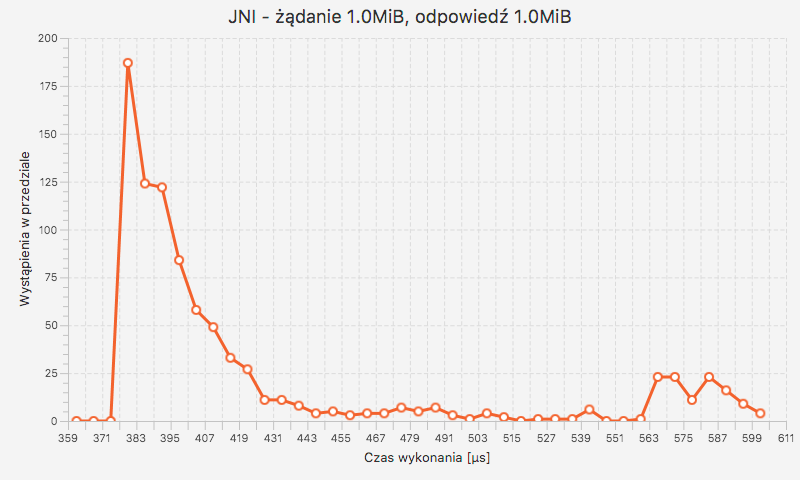 JNI - żądanie 1.0MiB, odpowiedź 1.0MiB
200
175
150
125
100
75
50
25
0
Wystąpienia w przedziale
359 371 383 395 407 419 431 443 455 467 479 491 503 515 527 539 551 563 575 587 599 611
Czas wykonania [µs]